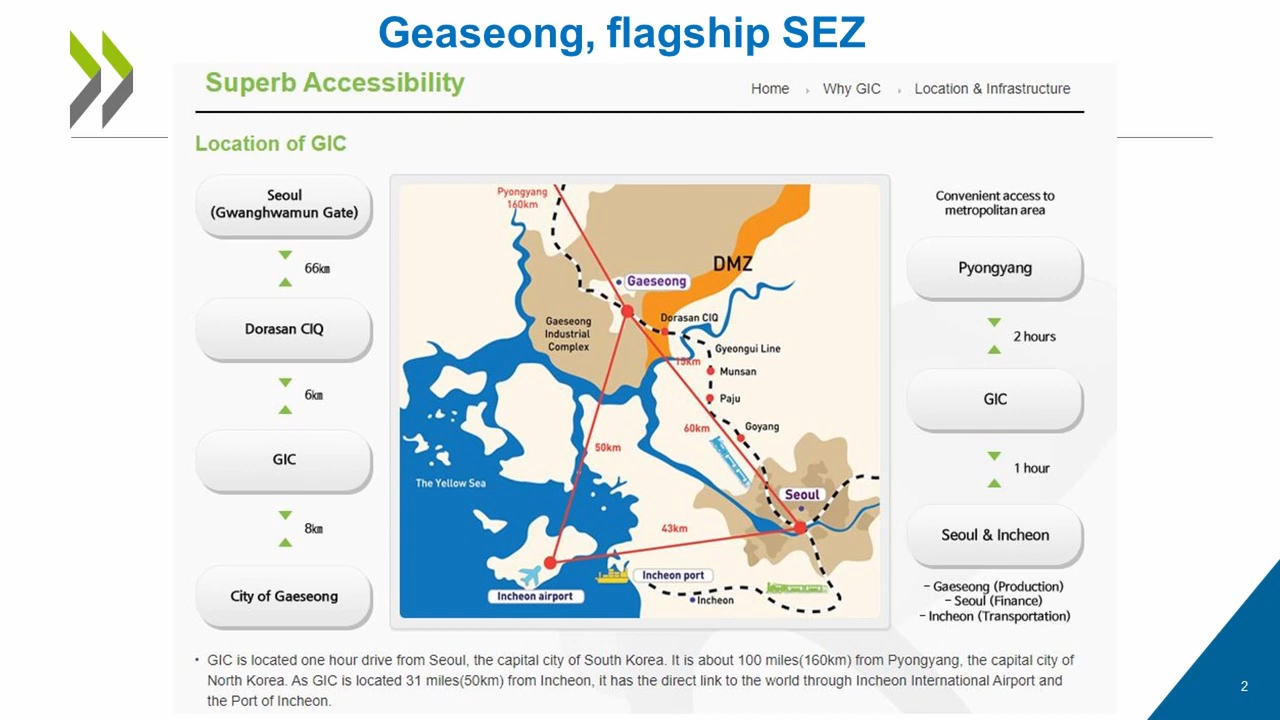 Geaseong, flagship SEZ
Superb Accessibility
Home › Why GIC › Location & Infrastructure
Location of GIC
Seoul
(Gwanghwamun Gate)
66㎞
Dorasan CIQ
6㎞
GIC
8㎞
City of Gaeseong
Pyongyang
160km
DMZ
Gaeseong
Gaeseong
Industrial
Complex
Dorasan CIQ
Gyeongui Line
15km
Munsan
Paju
60km
Goyang
50km
The Yellow Sea
Seoul
43km
Incheon port
Incheon airport
Incheon
Convenient access to
metropolitan area
Pyongyang
2 hours
GIC
1 hour
Seoul & Incheon
- Gaeseong (Production)
- Seoul (Finance)
- Incheon (Transportation)
• GIC is located one hour drive from Seoul, the capital city of South Korea. It is about 100 miles(160km) from Pyongyang, the capital city of
North Korea. As GIC is located 31 miles(50km) from Incheon, it has the direct link to the world through Incheon International Airport and
the Port of Incheon.
2